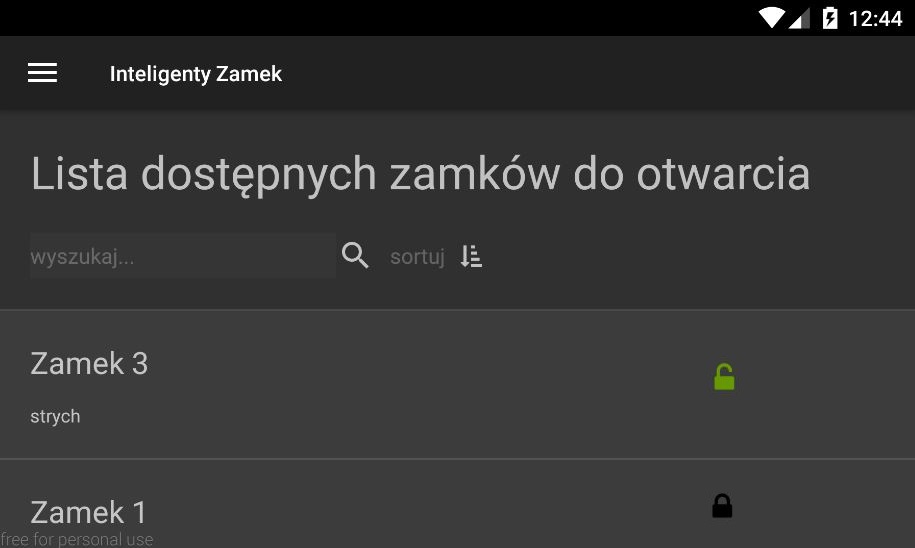 12:44
Inteligenty Zamek
Lista dostępnych zamków do otwarcia
wyszukaj... sortuj
Zamek 3
strych
Zamek 1
free for personal use